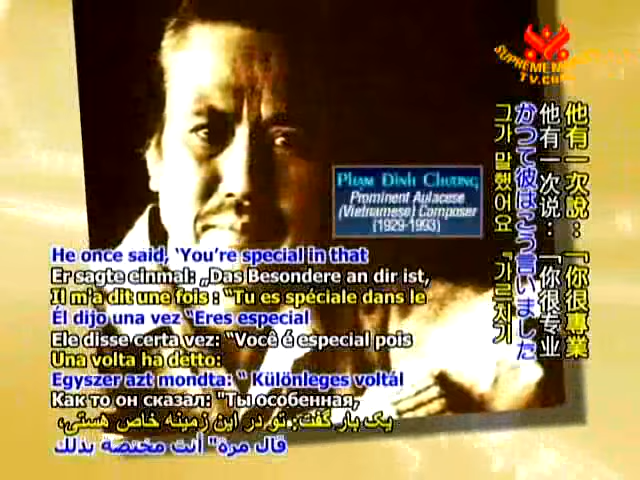 SUPREME MASTER
TV.COM
PHẠM ĐÌNH CHƯƠNG
Prominent Aulacese
(Vietnamese) Composer
(1929-1993)
他有一次說：「你很專業
他有一次说：「你很专业
かつて彼はこう言いました
그가 말했어요 『가르치기
He once said, ‘You’re special in that
Er sagte einmal: „Das Besondere an dir ist,
Il m'a dit une fois : “Tu es spéciale dans le
Él dijo una vez “Eres especial
Ele disse certa vez: “Você é especial pois
Una volta ha detto:
Egyszer azt mondta: “ Különleges voltál
Как то он сказал: "Ты особенная,
یک بار گفت: تو در این زمینه خاص هستی،
قال مرة" أنت مختصة بذلك